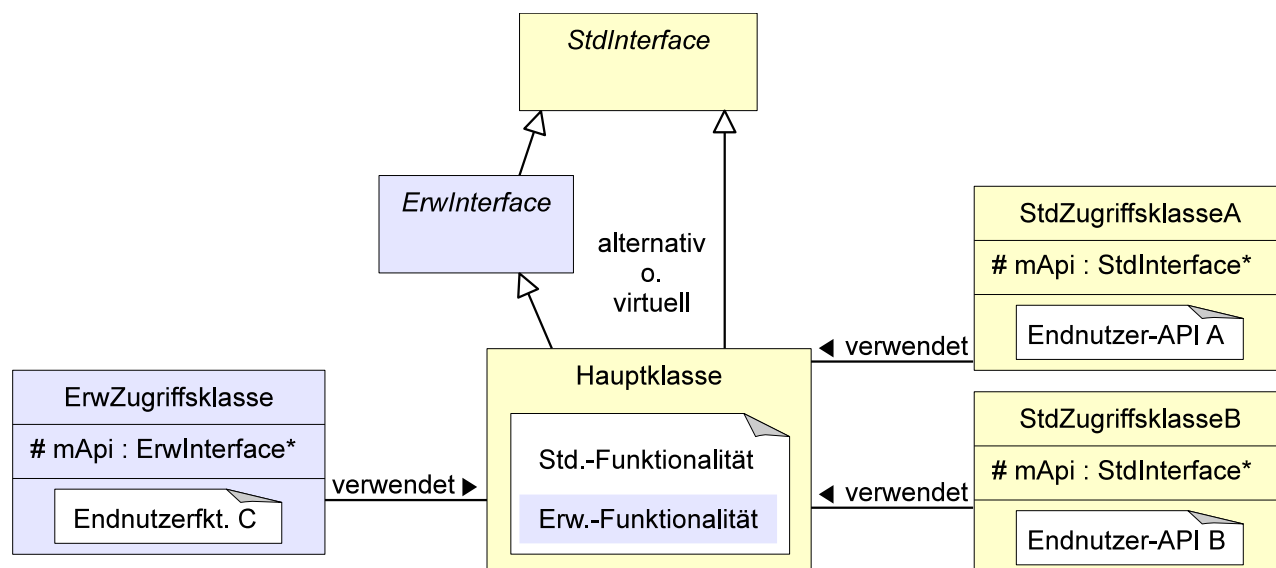 StdInterface
ErwInterface
alternativ
o.
virtuell
StdZugriffsklasseA
# mApi : StdInterface*
Endnutzer-API A
◀ verwendet
Hauptklasse
Std.-Funktionalität
Erw.-Funktionalität
ErwZugriffsklasse
# mApi : ErwInterface*
Endnutzerfkt. C
verwendet ▶
StdZugriffsklasseB
# mApi : StdInterface*
Endnutzer-API B
◀ verwendet